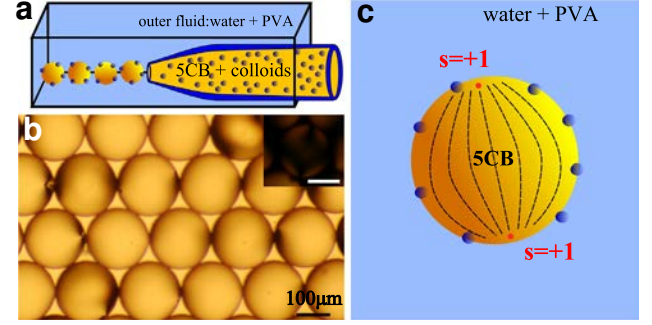 a
outer fluid:water + PVA
5CB + colloids
b
100μm
c
water + PVA
s=+1
5CB
s=+1